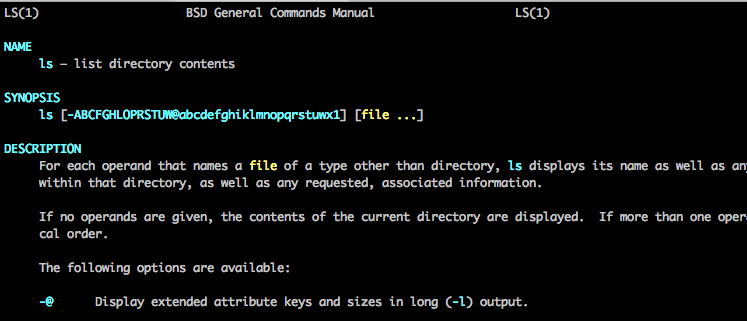 LS(1) BSD General Commands Manual LS(1)
NAME
ls – list directory contents
SYNOPSIS
ls [-ABCFGHLOPRSTUW@abcdefghiklmnopqrstuwx1] [file ...]
DESCRIPTION
For each operand that names a file of a type other than directory, ls displays its name as well as
within that directory, as well as any requested, associated information.
If no operands are given, the contents of the current directory are displayed. If more than one
cal order.
The following options are available:
-@ Display extended attribute keys and sizes in long (-l) output.